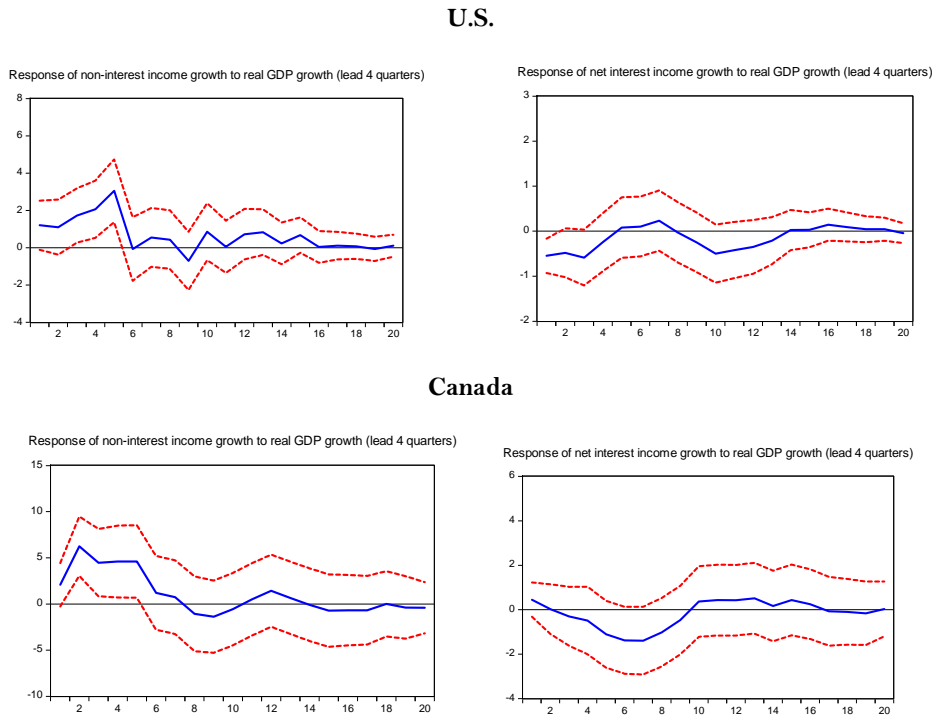 U.S.
Response of non-interest income growth to real GDP growth (lead 4 quarters)
8
6
4
2
0
-2
-4
2 4 6 8 10 12 14 16 18 20
Response of net interest income growth to real GDP growth (lead 4 quarters)
3
2
1
0
-1
-2
2 4 6 8 10 12 14 16 18 20
Canada
Response of non-interest income growth to real GDP growth (lead 4 quarters)
15
10
5
0
-5
-10
2 4 6 8 10 12 14 16 18 20
Response of net interest income growth to real GDP growth (lead 4 quarters)
6
4
2
0
-2
-4
2 4 6 8 10 12 14 16 18 20